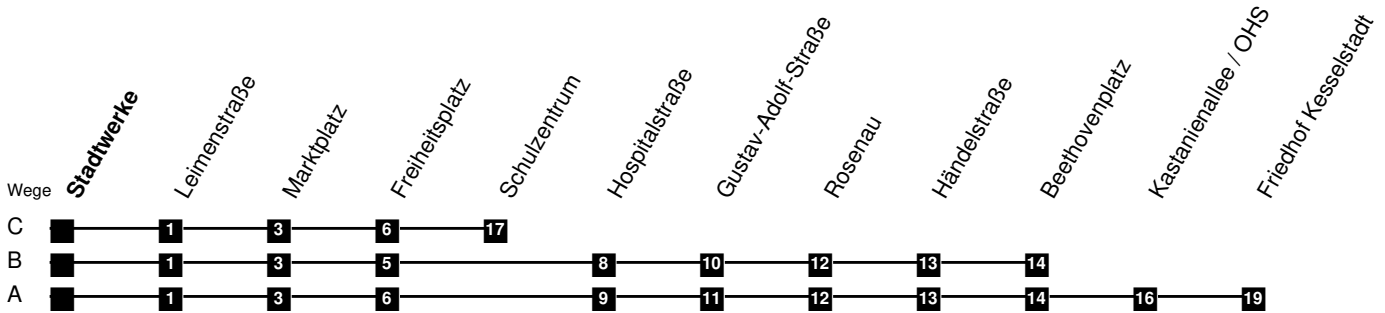 Wege
Stadtwerke
Leimenstraße
Marktplatz
Freiheitsplatz
Schulzentrum
Hospitalstraße
Gustav-Adolf-Straße
Rosenau
Händelstraße
Beethovenplatz
Kastanienallee / OHS
Friedhof Kesselstadt
C 1 3 6 17
B 1 3 5 8 10 12 13 14
A 1 3 6 9 11 12 13 14 16 19